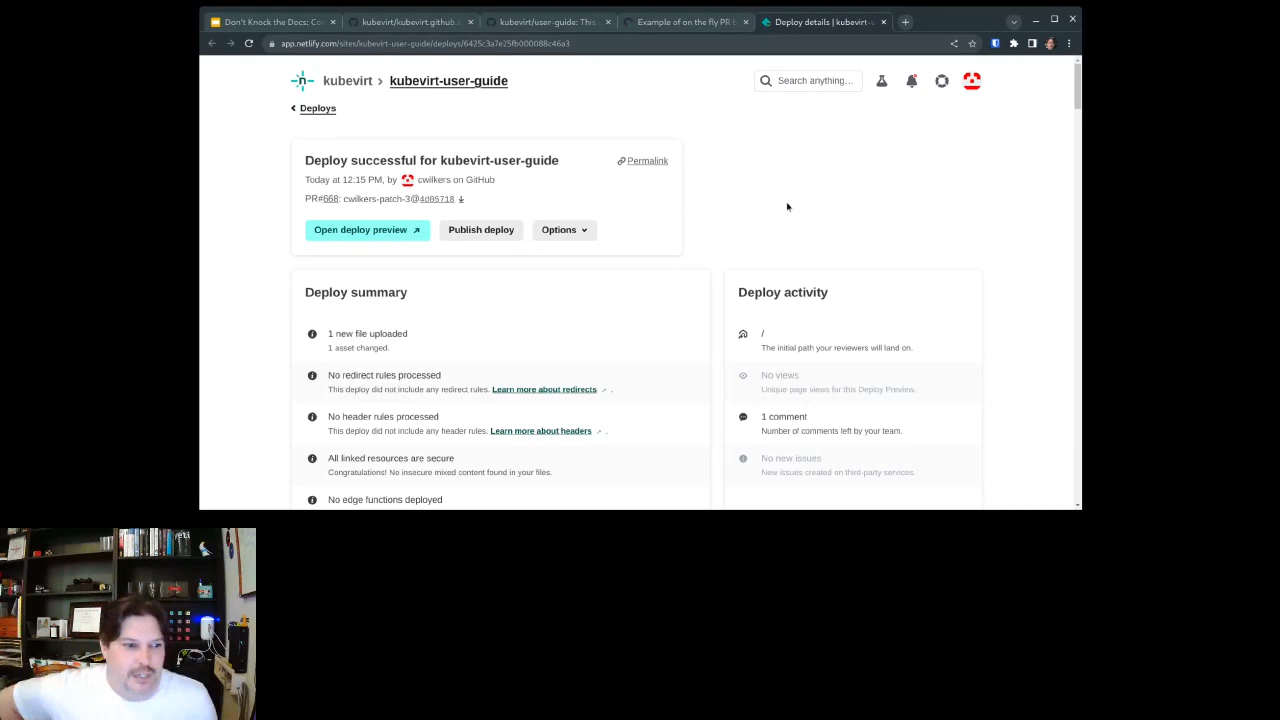 Don't Knock the Docs: Co
kubevirt/kubevirt.github.i
kubevirt/user-guide: This
Example of on the fly PR b
Deploy details | kubevirt-u
app.netlify.com/sites/kubevirt-user-guide/deploys/6425c3a7e25fb000088c46a3
kubevirt > kubevirt-user-guide
Search anything...
Deploys
Deploy successful for kubevirt-user-guide
Permalink
Today at 12:15 PM, by cwilkers on GitHub
PR#668: cwilkers-patch-3@4d05718
Open deploy preview
Publish deploy
Options
Deploy summary
1 new file uploaded
1 asset changed.
No redirect rules processed
This deploy did not include any redirect rules. Learn more about redirects .
No header rules processed
This deploy did not include any header rules. Learn more about headers .
All linked resources are secure
Congratulations! No insecure mixed content found in your files.
No edge functions deployed
Deploy activity
/
The initial path your reviewers will land on.
No views
Unique page views for this Deploy Preview.
1 comment
Number of comments left by your team.
No new issues
New issues created on third-party services.